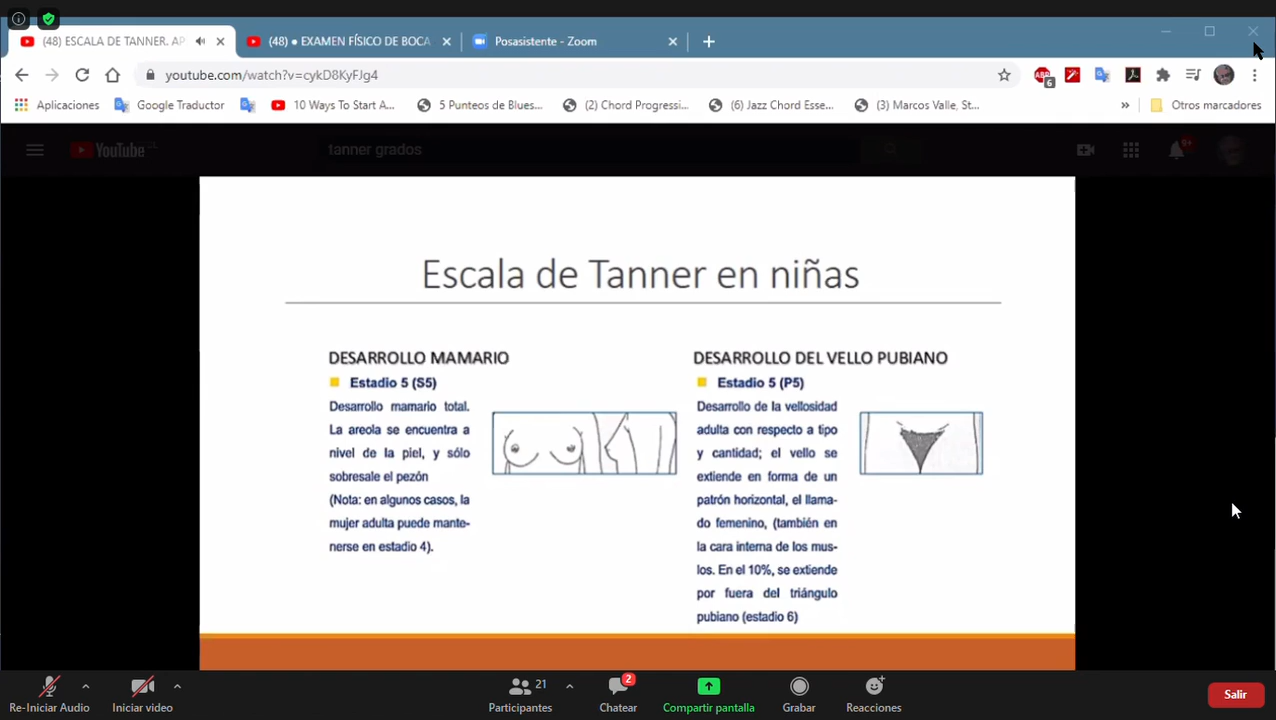 (48) ESCALA DE TANNER. AP
(48) ● EXAMEN FÍSICO DE BOCA
Posasistente - Zoom
youtube.com/watch?v=cykD8KyFJg4
6
Aplicaciones
Google Traductor
10 Ways To Start A...
5 Punteos de Blues...
(2) Chord Progressi...
(6) Jazz Chord Esse...
(3) Marcos Valle, St...
»
Otros marcadores
YouTube
tanner grados
Escala de Tanner en niñas
DESARROLLO MAMARIO
Estadio 5 (S5)
Desarrollo mamario total.
La areola se encuentra a
nivel de la piel, y sólo
sobresale el pezón
(Nota: en algunos casos, la
mujer adulta puede mante-
nerse en estadio 4).
DESARROLLO DEL VELLO PUBIANO
Estadio 5 (P5)
Desarrollo de la vellosidad
adulta con respecto a tipo
y cantidad; el vello se
extiende en forma de un
patrón horizontal, el llama-
do femenino, (también en
la cara interna de los mus-
los. En el 10%, se extiende
por fuera del triángulo
pubiano (estadio 6)
Re-Iniciar Audio
Iniciar video
21
Participantes
2
Chatear
Compartir pantalla
Grabar
Reacciones
Salir